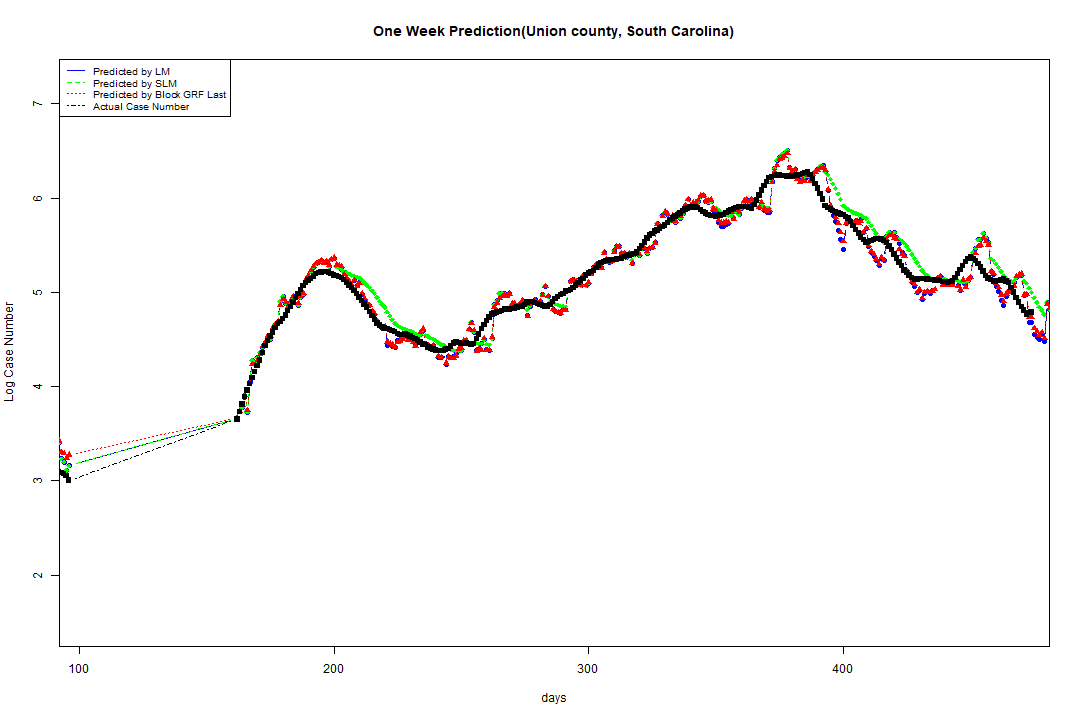 One Week Prediction(Union county, South Carolina)
Predicted by LM
Predicted by SLM
Predicted by Block GRF Last
Actual Case Number
7
6
5
4
3
2
Log Case Number
100 200 300 400
days